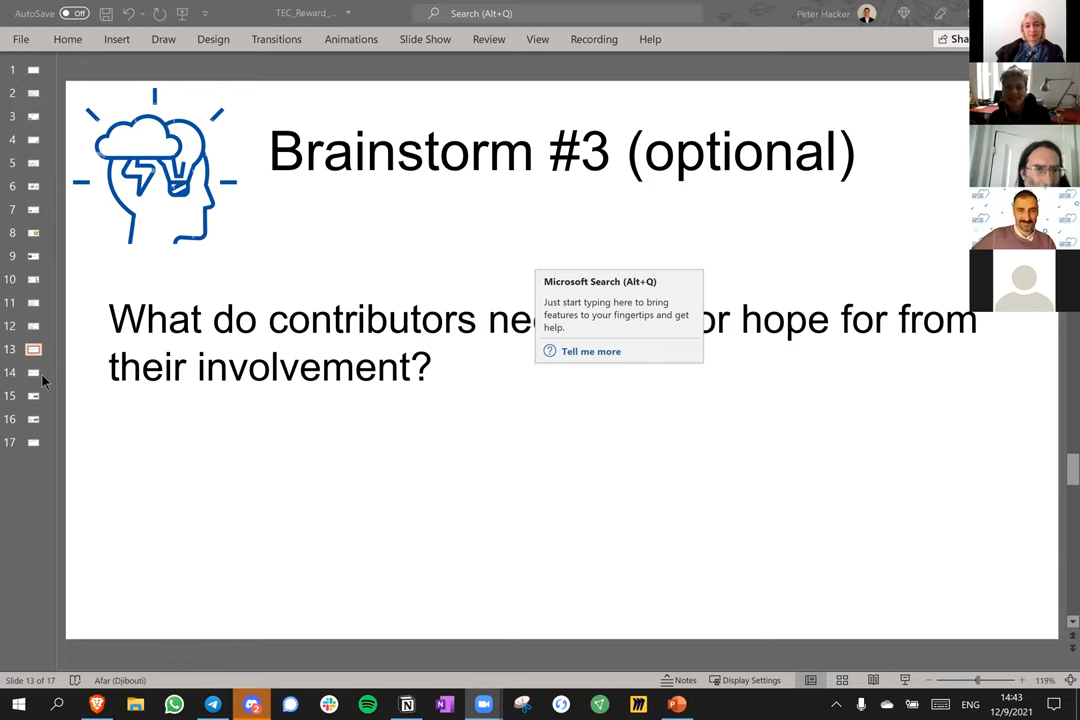 AutoSave Off TEC_Reward_... Search (Alt+Q) Peter Hacker
File Home Insert Draw Design Transitions Animations Slide Show Review View Recording Help Sha
1
2
3
4
5
6
7
8
9
10
11
12
13
14
15
16
17
Brainstorm #3 (optional)
Microsoft Search (Alt+Q)
Just start typing here to bring
features to your fingertips and get
help.
Tell me more
What do contributors or hope for from
their involvement?
Slide 13 of 17 Afar (Djibouti) Notes Display Settings 119%
ENG 14:43
12/9/2021